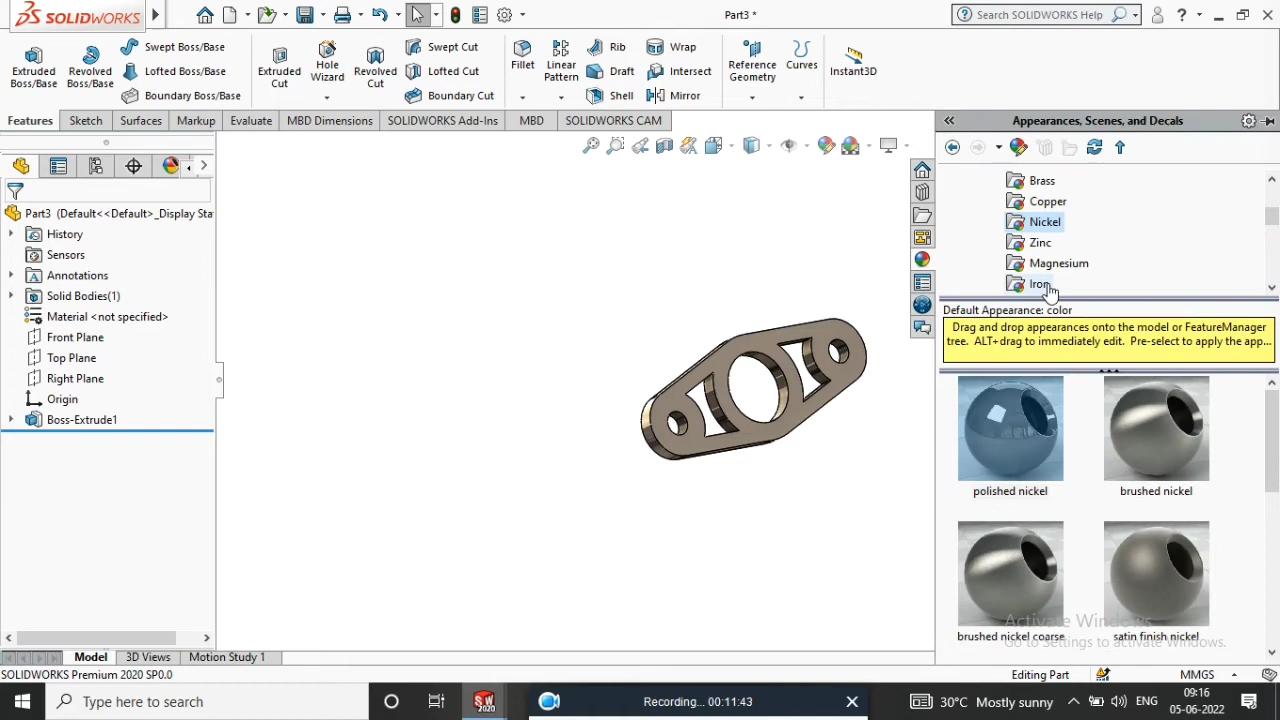 SOLIDWORKS
Part3 *
Search SOLIDWORKS Help
Extruded Boss/Base
Revolved Boss/Base
Swept Boss/Base
Lofted Boss/Base
Boundary Boss/Base
Extruded Cut
Hole Wizard
Revolved Cut
Swept Cut
Lofted Cut
Boundary Cut
Fillet
Linear Pattern
Rib
Draft
Shell
Wrap
Intersect
Mirror
Reference Geometry
Curves
Instant3D
Features
Sketch
Surfaces
Markup
Evaluate
MBD Dimensions
SOLIDWORKS Add-Ins
MBD
SOLIDWORKS CAM
Part3 (Default<<Default>_Display Sta
History
Sensors
Annotations
Solid Bodies(1)
Material <not specified>
Front Plane
Top Plane
Right Plane
Origin
Boss-Extrude1
Appearances, Scenes, and Decals
Brass
Copper
Nickel
Zinc
Magnesium
Iron
Default Appearance: color
Drag and drop appearances onto the model or FeatureManager
tree. ALT+drag to immediately edit. Pre-select to apply the app...
polished nickel
brushed nickel
brushed nickel coarse
satin finish nickel
Activate Windows
Go to Settings to activate Windows.
Model
3D Views
Motion Study 1
SOLIDWORKS Premium 2020 SP0.0
Editing Part
MMGS
Type here to search
SW
2020
Recording... 00:11:43
30°C Mostly sunny
ENG
09:16
05-06-2022